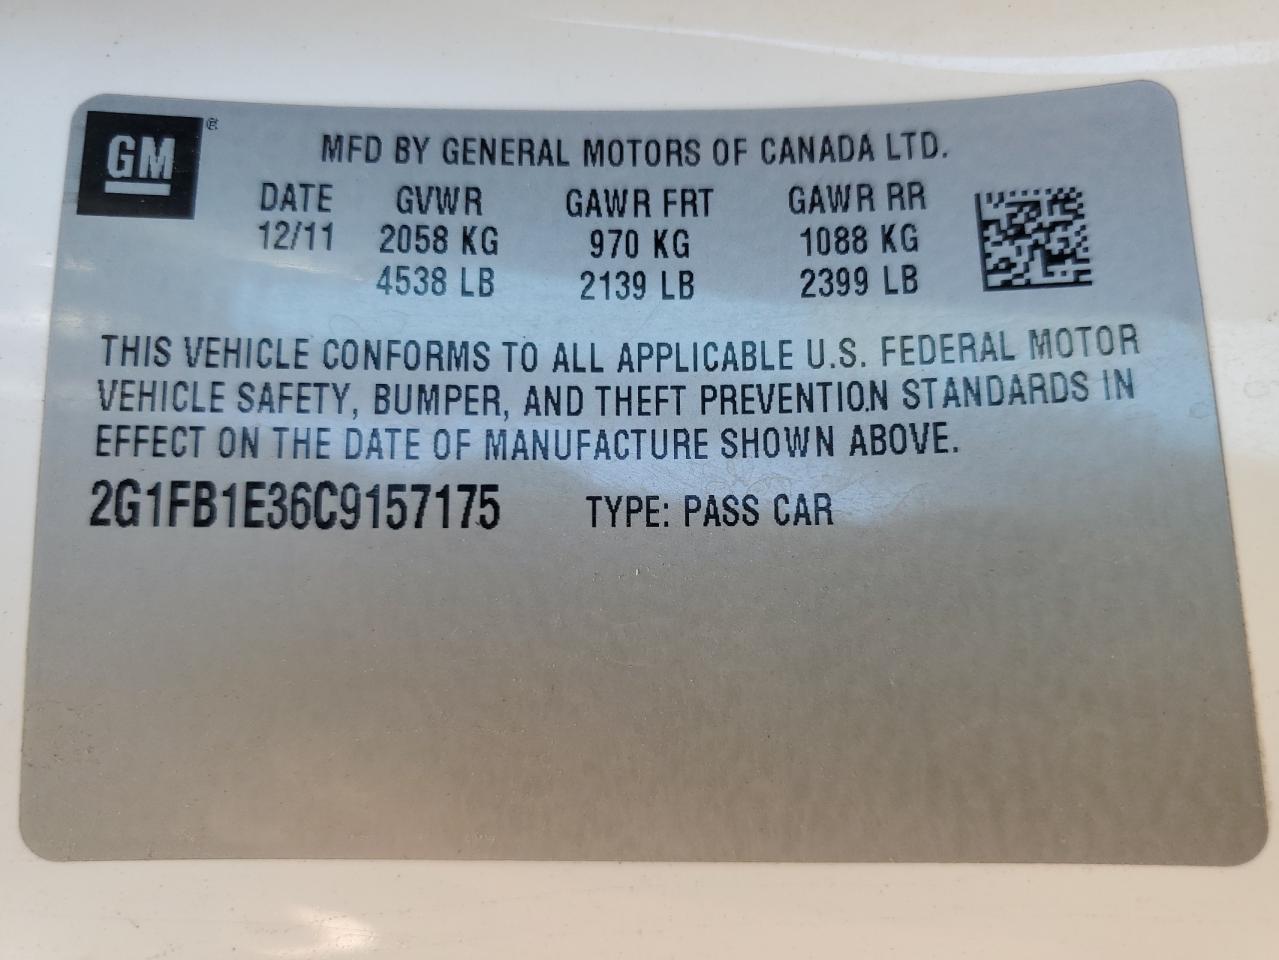 GM ®
MFD BY GENERAL MOTORS OF CANADA LTD.
DATE GVWR GAWR FRT GAWR RR
12/11 2058 KG 970 KG 1088 KG
4538 LB 2139 LB 2399 LB
THIS VEHICLE CONFORMS TO ALL APPLICABLE U.S. FEDERAL MOTOR
VEHICLE SAFETY, BUMPER, AND THEFT PREVENTION STANDARDS IN
EFFECT ON THE DATE OF MANUFACTURE SHOWN ABOVE.
2G1FB1E36C9157175 TYPE: PASS CAR